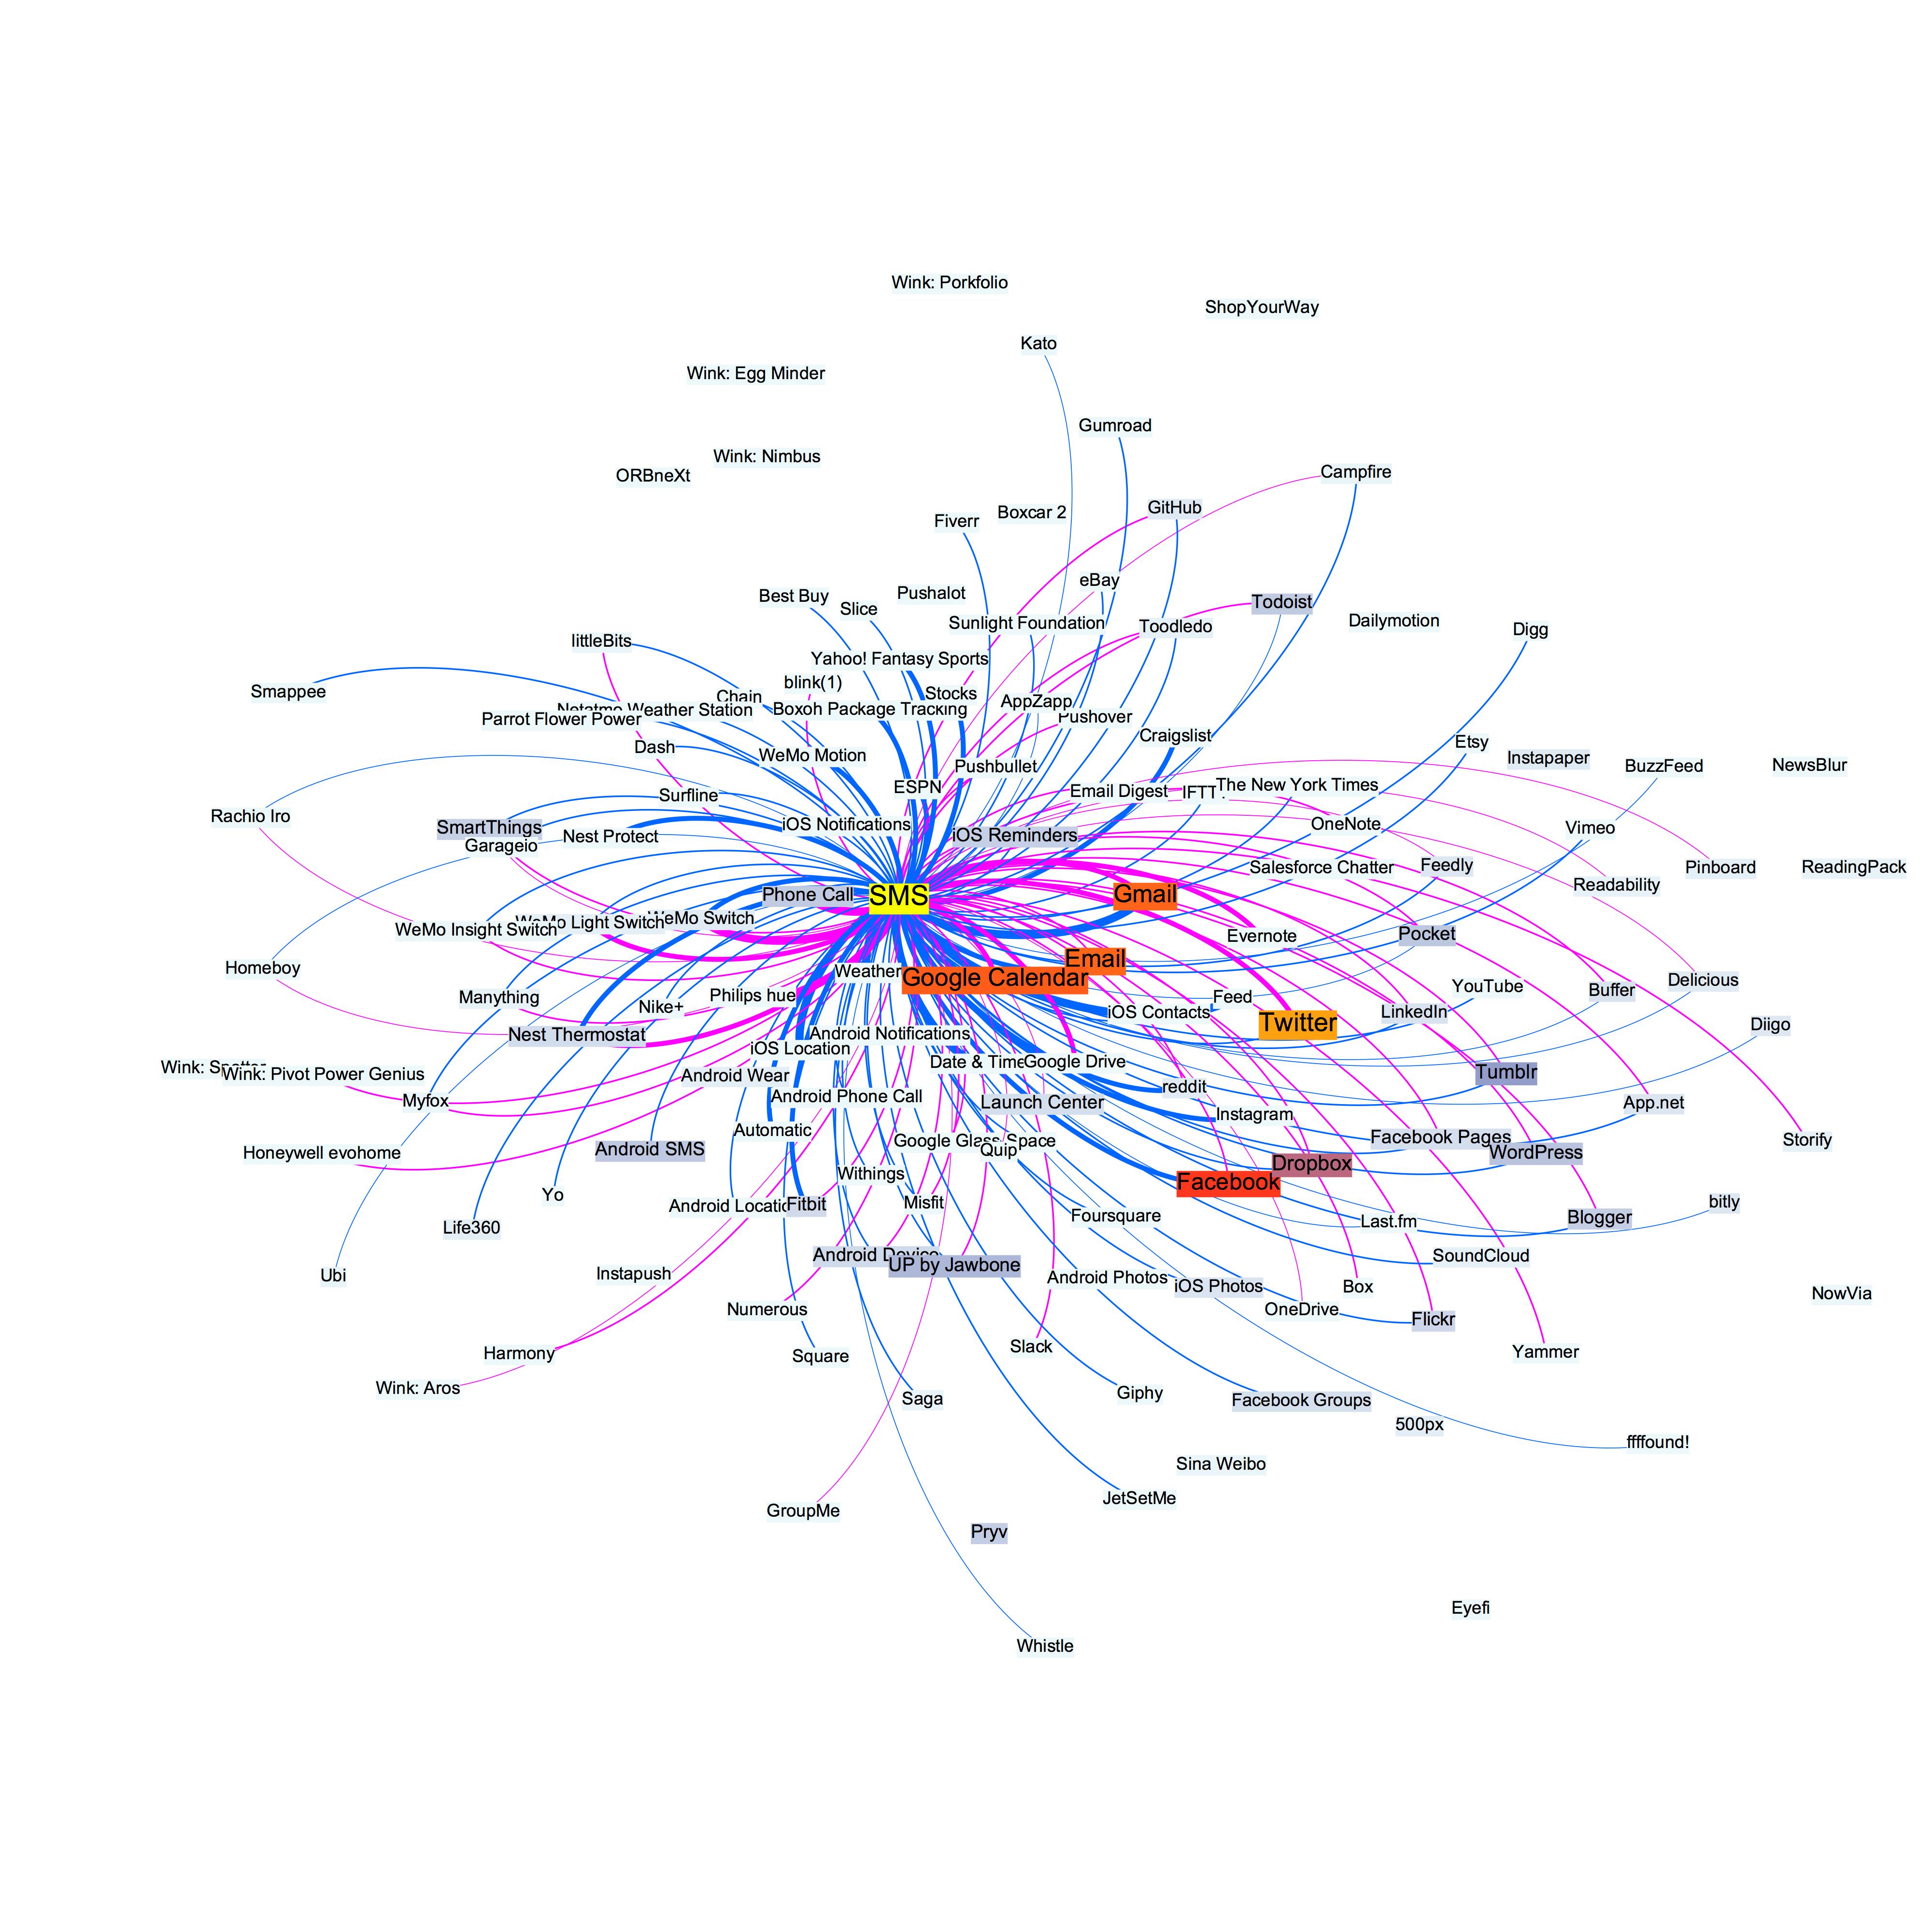 Wink: Porkfolio
ShopYourWay
Kato
Wink: Egg Minder
Gumroad
Wink: Nimbus
ORBneXt
Campfire
GitHub
Boxcar 2
Fiverr
eBay
Best Buy
Pushalot
Slice
Todoist
Sunlight Foundation
Toodledo
Dailymotion
Digg
littleBits
Yahoo! Fantasy Sports
blink(1)
Smappee
Stocks
Chain
AppZapp
Netatmo Weather Station
Boxoh Package Tracking
Parrot Flower Power
Pushover
Craigslist
Etsy
Dash
WeMo Motion
Instapaper
Pushbullet
BuzzFeed
NewsBlur
ESPN
The New York Times
Email Digest
IFTT
Surfline
Rachio Iro
iOS Notifications
OneNote
SmartThings
Nest Protect
iOS Reminders
Vimeo
Garageio
Salesforce Chatter
Feedly
Pinboard
ReadingPack
Readability
Phone Call
SMS
Gmail
WeMo Switch
WeMo Light Switch
WeMo Insight Switch
Evernote
Pocket
Email
Homeboy
Weather
Google Calendar
Delicious
YouTube
Buffer
Manything
Philips hue
Feed
Nike+
iOS Contacts
LinkedIn
Twitter
Diigo
Nest Thermostat
Android Notifications
iOS Location
Date & Time
Google Drive
Wink:
Wink: Pivot Power Genius
Android Wear
Tumblr
reddit
Myfox
Android Phone Call
Launch Center
App.net
Instagram
Automatic
Facebook Pages
Storify
Google Glass
Space
Android SMS
Quip
Honeywell evohome
WordPress
Dropbox
Withings
Facebook
Yo
Misfit
bitly
Android Locatio
Fitbit
Foursquare
Blogger
Life360
Last.fm
Android Device
SoundCloud
UP by Jawbone
Ubi
Instapush
Android Photos
iOS Photos
Box
NowVia
Numerous
OneDrive
Flickr
Slack
Harmony
Square
Yammer
Wink: Aros
Giphy
Saga
Facebook Groups
500px
ffffound!
Sina Weibo
JetSetMe
GroupMe
Pryv
Eyefi
Whistle